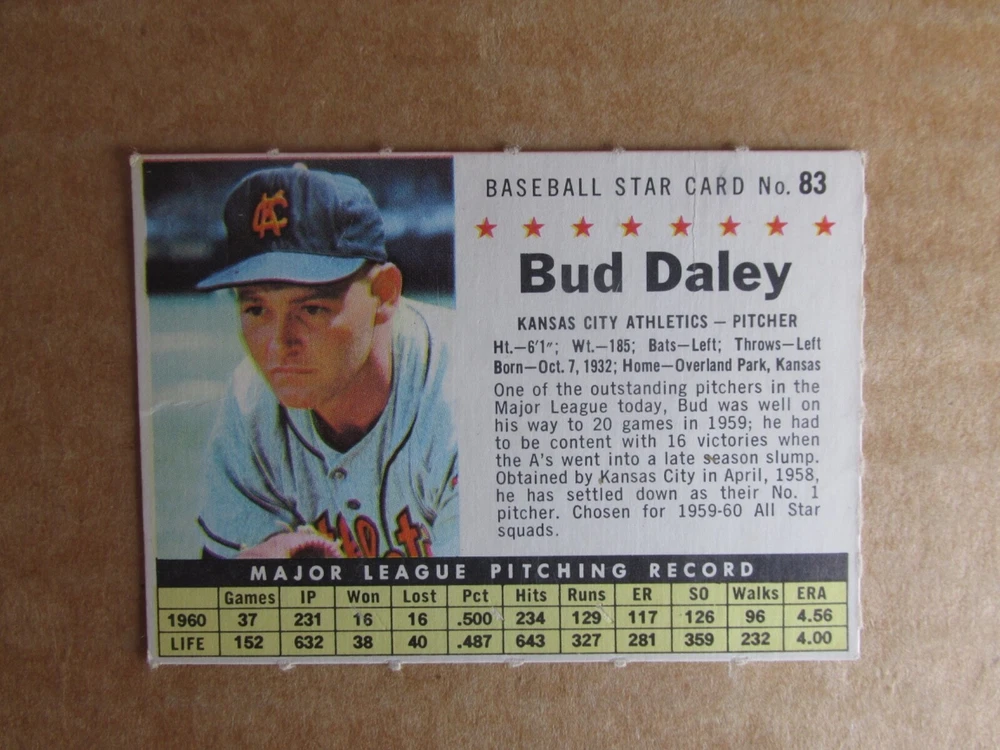 KC
BASEBALL STAR CARD No. 83
Bud Daley
KANSAS CITY ATHLETICS — PITCHER
Ht.—6'1"; Wt.—185; Bats—Left; Throws—Left
Born—Oct. 7, 1932; Home—Overland Park, Kansas
One of the outstanding pitchers in the
Major League today, Bud was well on
his way to 20 games in 1959; he had
to be content with 16 victories when
the A's went into a late season slump.
Obtained by Kansas City in April, 1958,
he has settled down as their No. 1
pitcher. Chosen for 1959-60 All Star
squads.
MAJOR LEAGUE PITCHING RECORD
Games IP Won Lost Pct Hits Runs ER SO Walks ERA
1960 37 231 16 16 .500 234 129 117 126 96 4.56
LIFE 152 632 38 40 .487 643 327 281 359 232 4.00